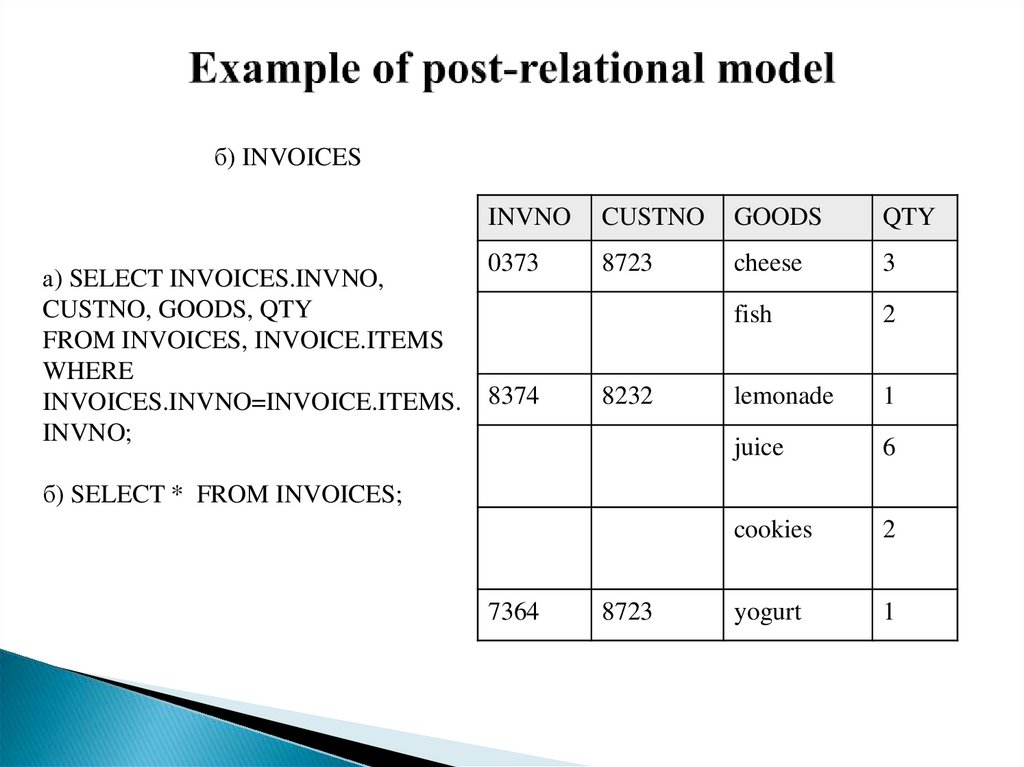 Example of post-relational model
б) INVOICES
а) SELECT INVOICES.INVNO,
CUSTNO, GOODS, QTY
FROM INVOICES, INVOICE.ITEMS
WHERE
INVOICES.INVNO=INVOICE.ITEMS.
INVNO;
б) SELECT * FROM INVOICES;
INVNO CUSTNO GOODS QTY
0373 8723 cheese 3
fish 2
8374 8232 lemonade 1
juice 6
cookies 2
7364 8723 yogurt 1